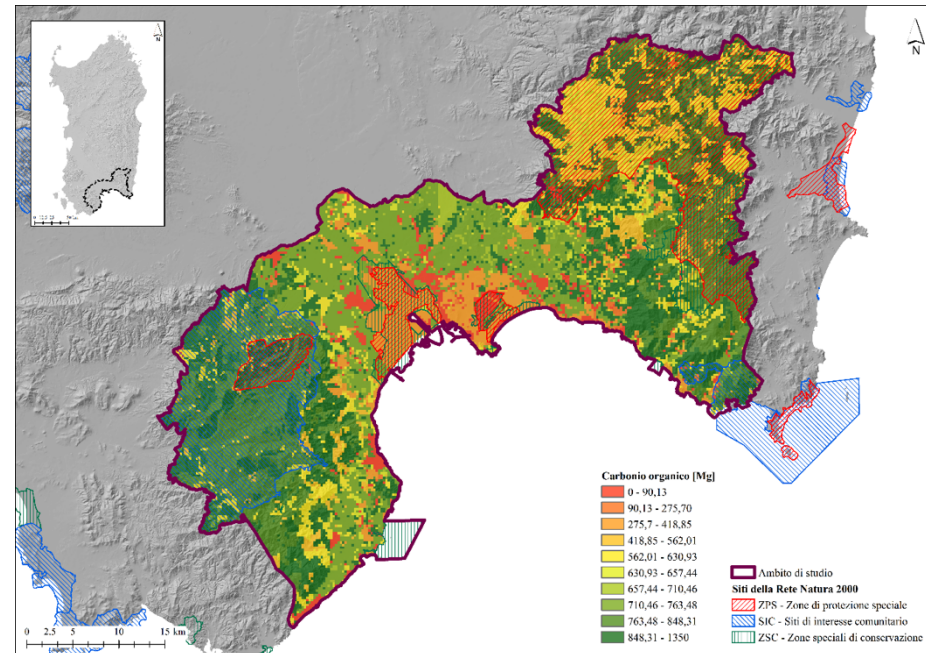 N
N
Carbonio organico [Mg]
0 - 90,13
90,13 - 275,70
275,7 - 418,85
418,85 - 562,01
562,01 - 630,93
630,93 - 657,44
657,44 - 710,46
710,46 - 763,48
763,48 - 848,31
848,31 - 1350
Ambito di studio
Siti della Rete Natura 2000
ZPS - Zone di protezione speciale
SIC - Siti di interesse comunitario
ZSC - Zone speciali di conservazione
0 2.5 5 10 15 km